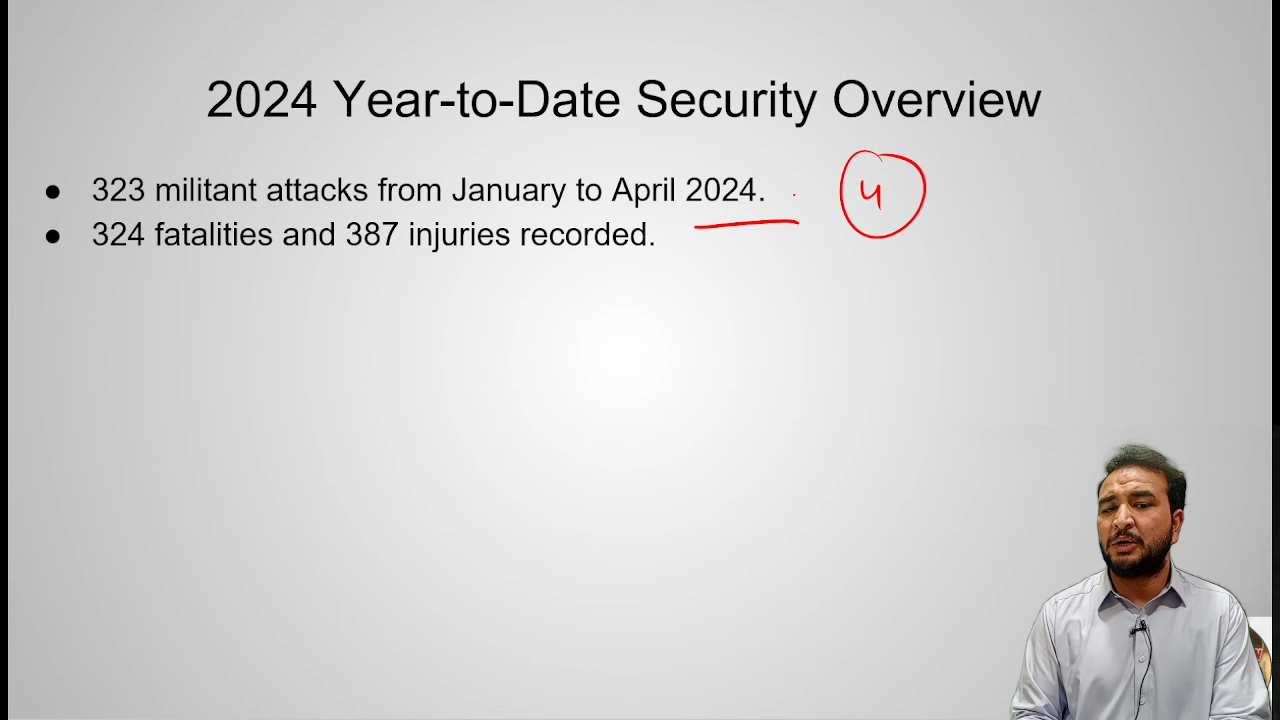 2024 Year-to-Date Security Overview
● 323 militant attacks from January to April 2024.
4
● 324 fatalities and 387 injuries recorded.